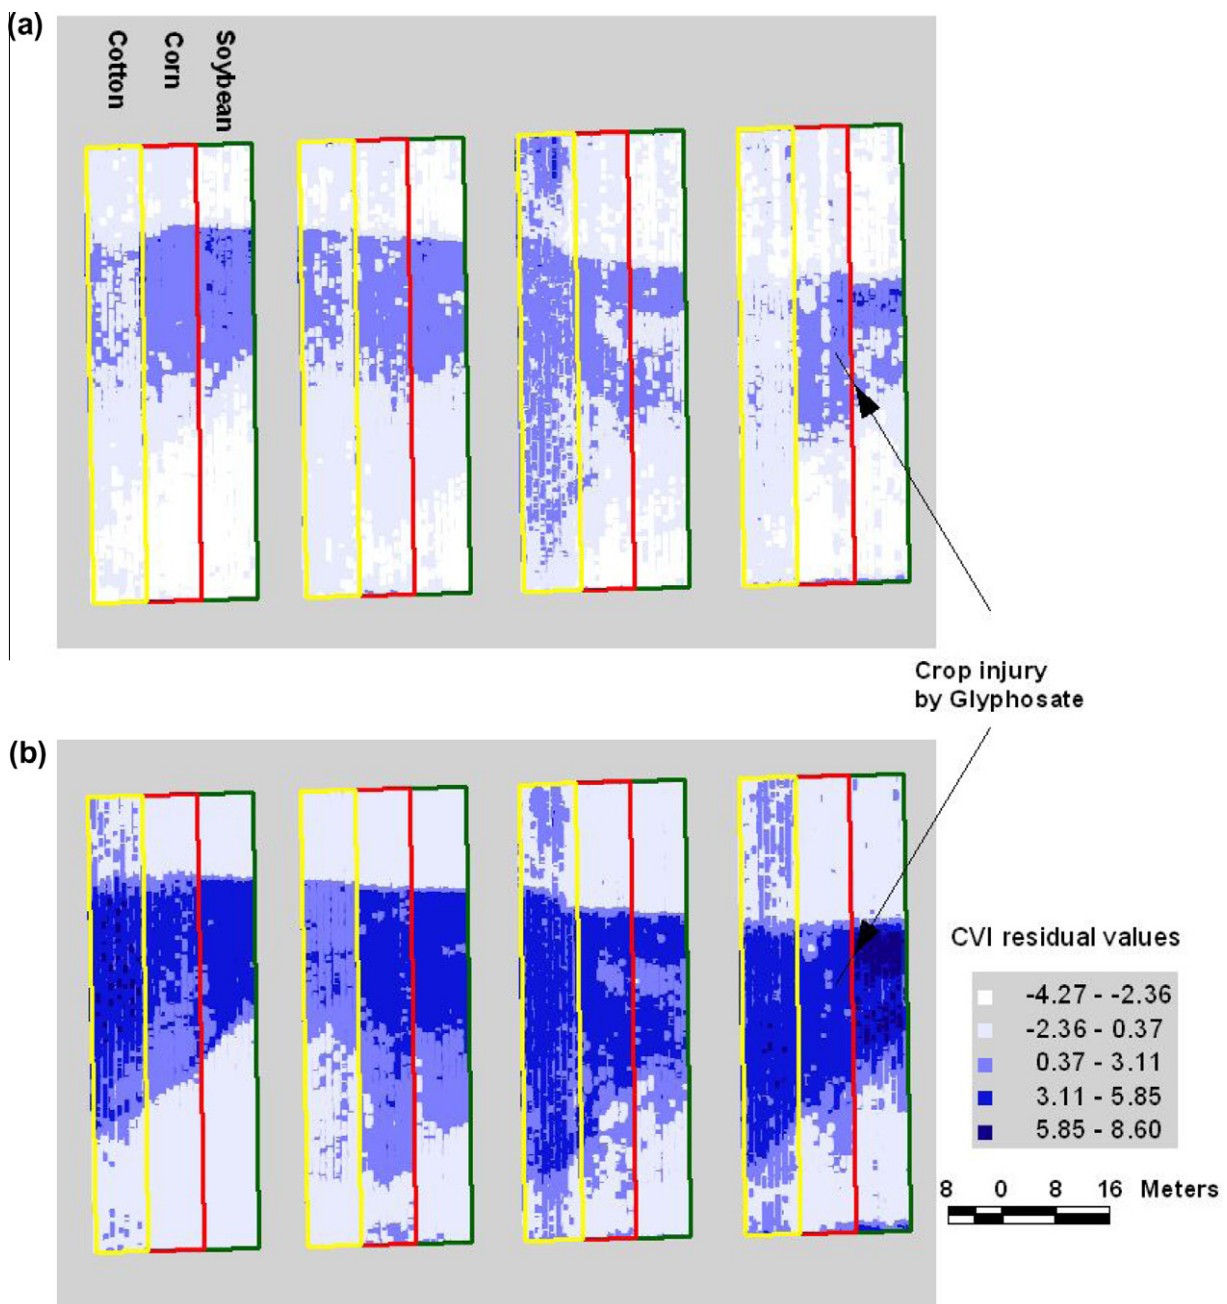 (a)
Cotton
Corn
Soybean
Crop injury
by Glyphosate
(b)
CVI residual values
-4.27 - -2.36
-2.36 - 0.37
0.37 - 3.11
3.11 - 5.85
5.85 - 8.60
8 0 8 16 Meters